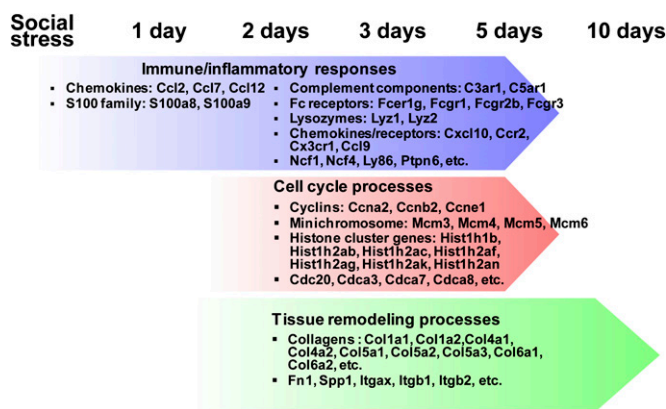 Social stress
1 day
2 days
3 days
5 days
10 days
Immune/inflammatory responses
▪ Chemokines: Ccl2, Ccl7, Ccl12
▪ S100 family: S100a8, S100a9
▪ Complement components: C3ar1, C5ar1
▪ Fc receptors: Fcer1g, Fcgr1, Fcgr2b, Fcgr3
▪ Lysozymes: Lyz1, Lyz2
▪ Chemokines/receptors: Cxcl10, Ccr2,
Cx3cr1, Ccl9
▪ Ncf1, Ncf4, Ly86, Ptpn6, etc.
Cell cycle processes
▪ Cyclins: Ccna2, Ccnb2, Ccne1
▪ Minichromosome: Mcm3, Mcm4, Mcm5, Mcm6
▪ Histone cluster genes: Hist1h1b,
Hist1h2ab, Hist1h2ac, Hist1h2af,
Hist1h2ag, Hist1h2ak, Hist1h2an
▪ Cdc20, Cdca3, Cdca7, Cdca8, etc.
Tissue remodeling processes
▪ Collagens : Col1a1, Col1a2,Col4a1,
Col4a2, Col5a1, Col5a2, Col5a3, Col6a1,
Col6a2, etc.
▪ Fn1, Spp1, Itgax, Itgb1, Itgb2, etc.